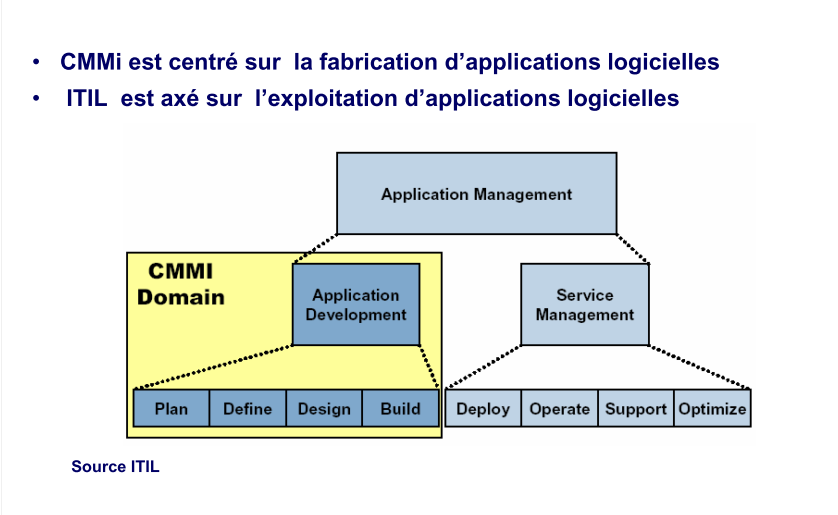 • CMMi est centré sur la fabrication d'applications logicielles
• ITIL est axé sur l'exploitation d'applications logicielles
Application Management
CMMI
Domain
Application
Development
Service
Management
Plan Define Design Build Deploy Operate Support Optimize
Source ITIL